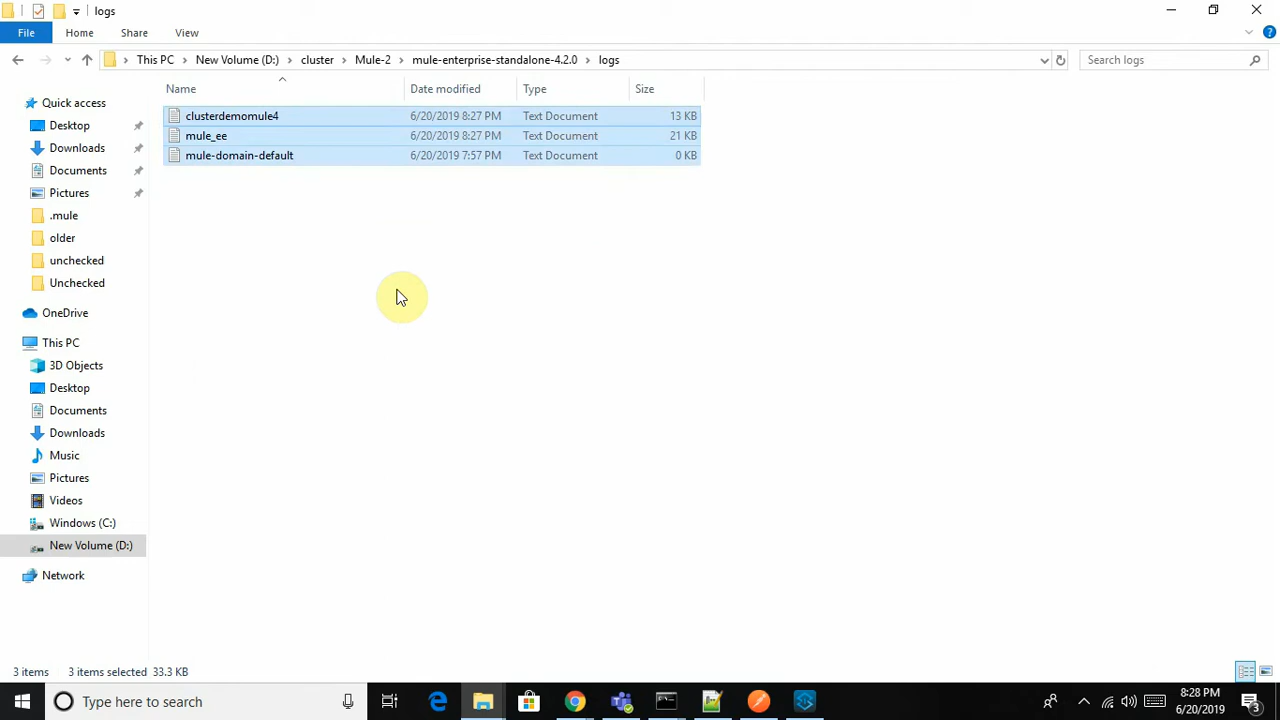 logs
File Home Share View
This PC New Volume (D:) cluster Mule-2 mule-enterprise-standalone-4.2.0 logs Search logs
Name Date modified Type Size
Quick access
Desktop
Downloads
Documents
Pictures
.mule
older
unchecked
Unchecked
OneDrive
This PC
3D Objects
Desktop
Documents
Downloads
Music
Pictures
Videos
Windows (C:)
New Volume (D:)
Network
clusterdemomule4 6/20/2019 8:27 PM Text Document 13 KB
mule_ee 6/20/2019 8:27 PM Text Document 21 KB
mule-domain-default 6/20/2019 7:57 PM Text Document 0 KB
3 items 3 items selected 33.3 KB
Type here to search
8:28 PM
6/20/2019
3